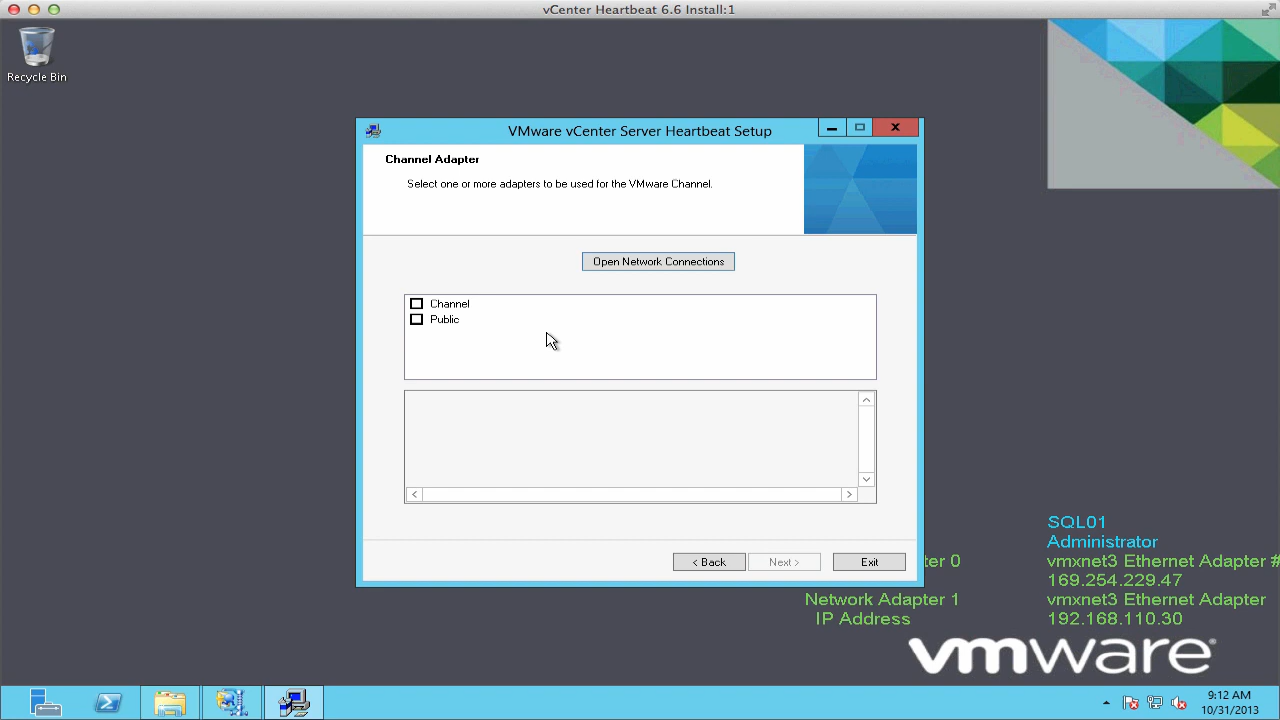 vCenter Heartbeat 6.6 Install:1
Recycle Bin
VMware vCenter Server Heartbeat Setup
Channel Adapter
Select one or more adapters to be used for the VMware Channel.
Open Network Connections
Channel
Public
< Back
Next >
Exit
SQL01
Administrator
ter 0
vmxnet3 Ethernet Adapter #
169.254.229.47
Network Adapter 1
vmxnet3 Ethernet Adapter
IP Address
192.168.110.30
vmware®
9:12 AM
10/31/2013